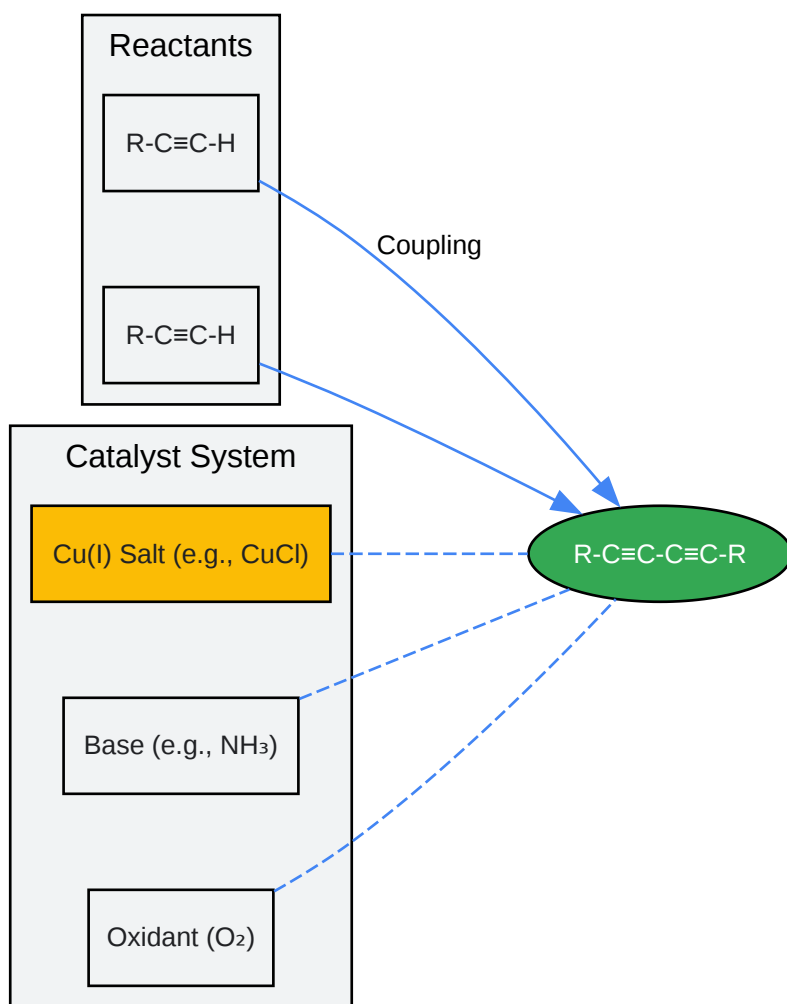 Reactants
R-C≡C-H
Coupling
R-C≡C-H
Catalyst System
Cu(I) Salt (e.g., CuCl)
R-C≡C-C≡C-R
Base (e.g., NH₃)
Oxidant (O₂)